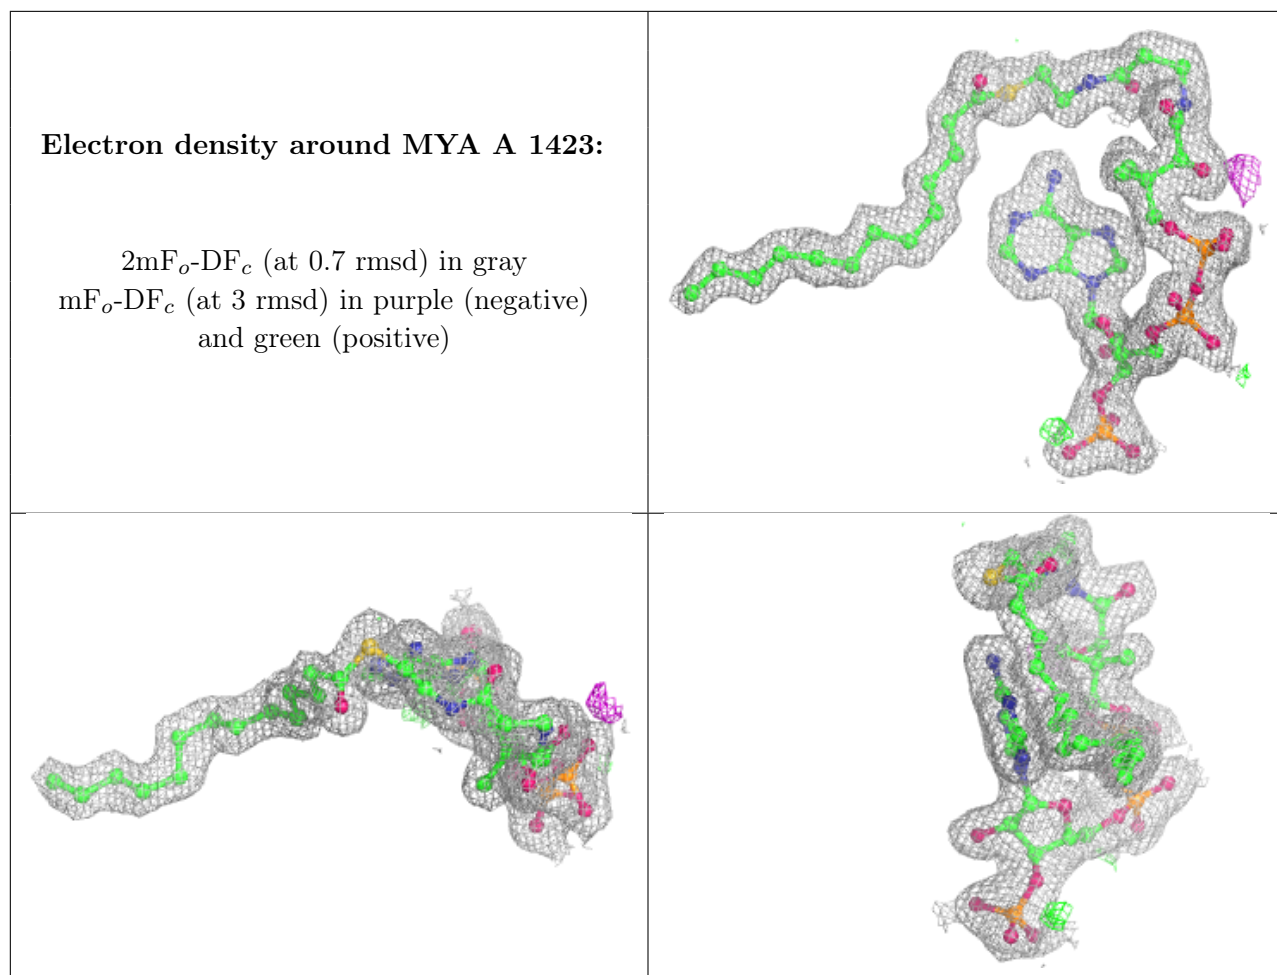 Electron density around MYA A 1423:
2mFo-DFc (at 0.7 rmsd) in gray
mFo-DFc (at 3 rmsd) in purple (negative)
and green (positive)